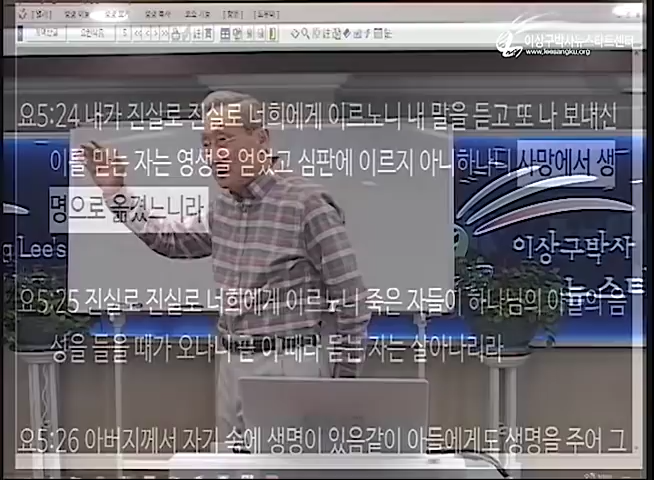 이상구박사뉴스타트센터
www.leesangku.org
요5:24 내가 진실로 진실로 너희에게 이르노니 내 말을 듣고 또 나 보내신
이를 믿는 자는 영생을 얻었고 심판에 이르지 아니하나니 사망에서 생
명으로 옮겼느니라
Lee's
이상구박사
뉴스타
요5:25 진실로 진실로 너희에게 이르노니 죽은 자들이 하나님의 아들의 음
성을 들을 때가 오나니 곧 이 때라 듣는 자는 살아나리라
요5:26 아버지께서 자기 속에 생명이 있음같이 아들에게도 생명을 주어 그